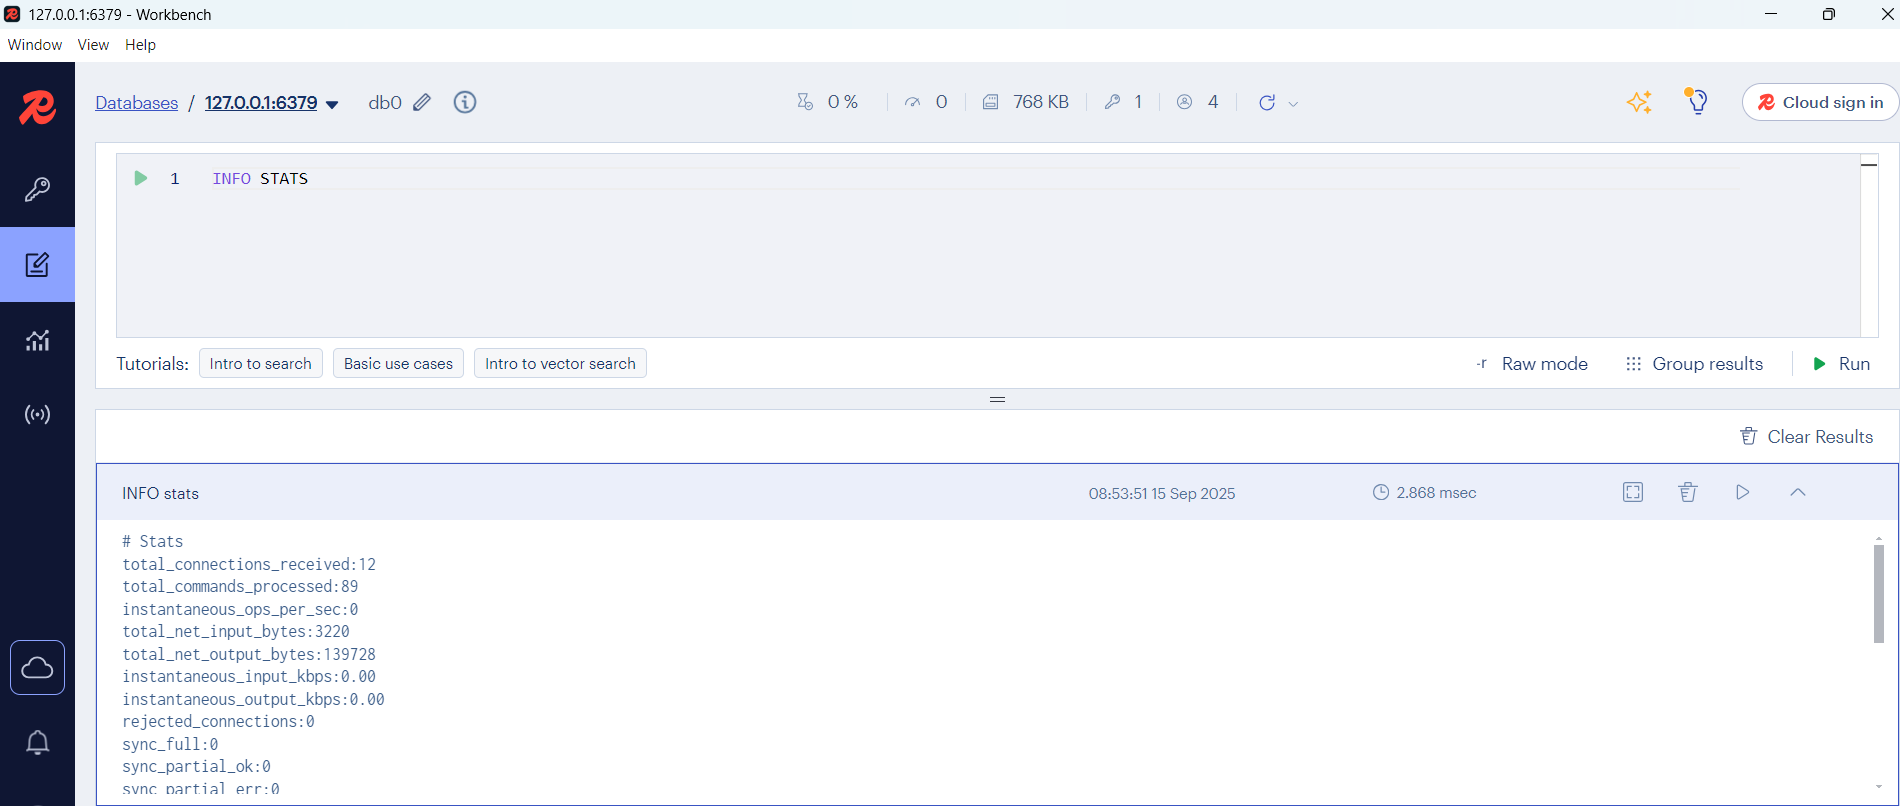 127.0.0.1:6379 - Workbench
Window View Help
Databases / 127.0.0.1:6379 db0 0 % 0 768 KB 1 4 Cloud sign in
1 INFO STATS
Tutorials: Intro to search Basic use cases Intro to vector search -r Raw mode Group results Run
Clear Results
INFO stats 08:53:51 15 Sep 2025 2.868 msec
# Stats
total_connections_received:12
total_commands_processed:89
instantaneous_ops_per_sec:0
total_net_input_bytes:3220
total_net_output_bytes:139728
instantaneous_input_kbps:0.00
instantaneous_output_kbps:0.00
rejected_connections:0
sync_full:0
sync_partial_ok:0
sync_partial_err:0